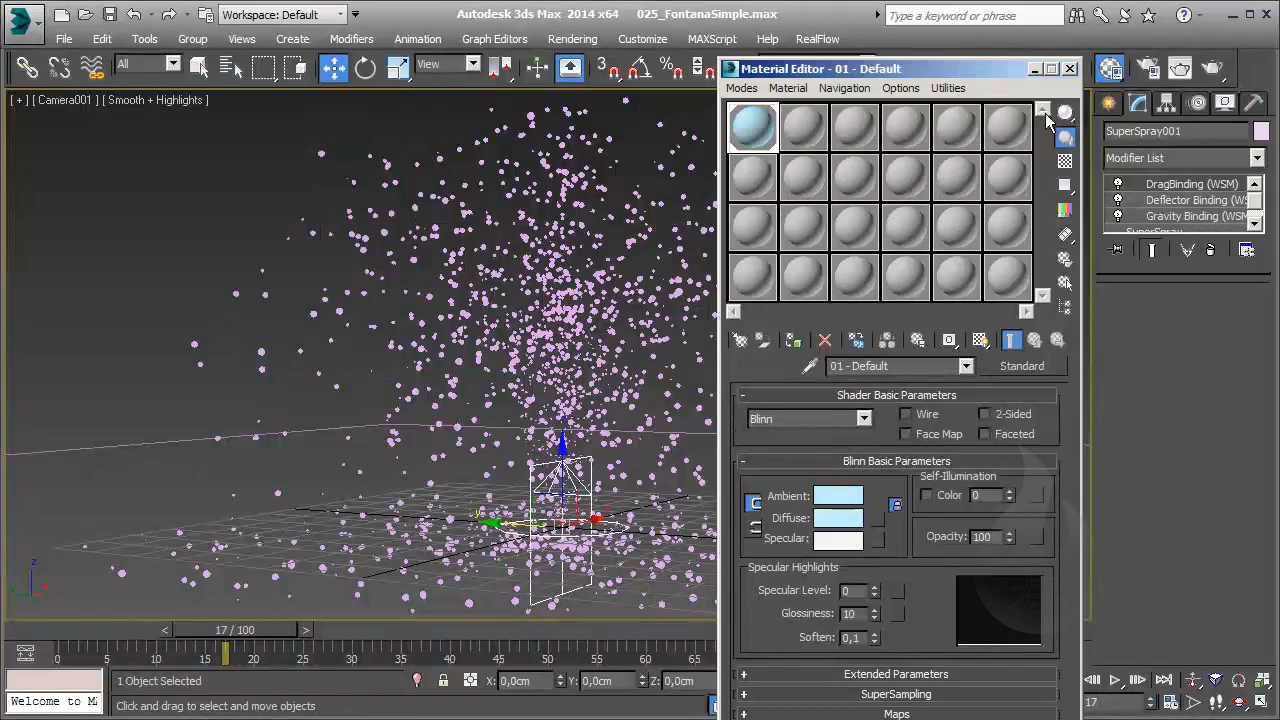 Workspace: Default
Autodesk 3ds Max 2014 x64 025_FontanaSimple.max
Type a keyword or phrase
File Edit Tools Group Views Create Modifiers Animation Graph Editors Rendering Customize MAXScript Help RealFlow
All
View
3
%
[ + ] [ Camera001 ] [ Smooth + Highlights ]
Material Editor - 01 - Default
Modes Material Navigation Options Utilities
SuperSpray001
Modifier List
DragBinding (WSM)
Deflector Binding (WS
Gravity Binding (WSM
SuperSpray
01 - Default
Standard
Shader Basic Parameters
Blinn
Wire
2-Sided
Face Map
Faceted
Blinn Basic Parameters
Self-Illumination
Ambient:
Color 0
Diffuse:
Specular:
Opacity: 100
Specular Highlights
Specular Level: 0
Glossiness: 10
Soften: 0,1
Extended Parameters
SuperSampling
Maps
z
17 / 100
0 5 10 15 20 25 30 35 40 45 50 55 60 65
1 Object Selected
X: 0,0cm Y: 0,0cm Z: 0,0cm
Welcome to M
Click and drag to select and move objects
17